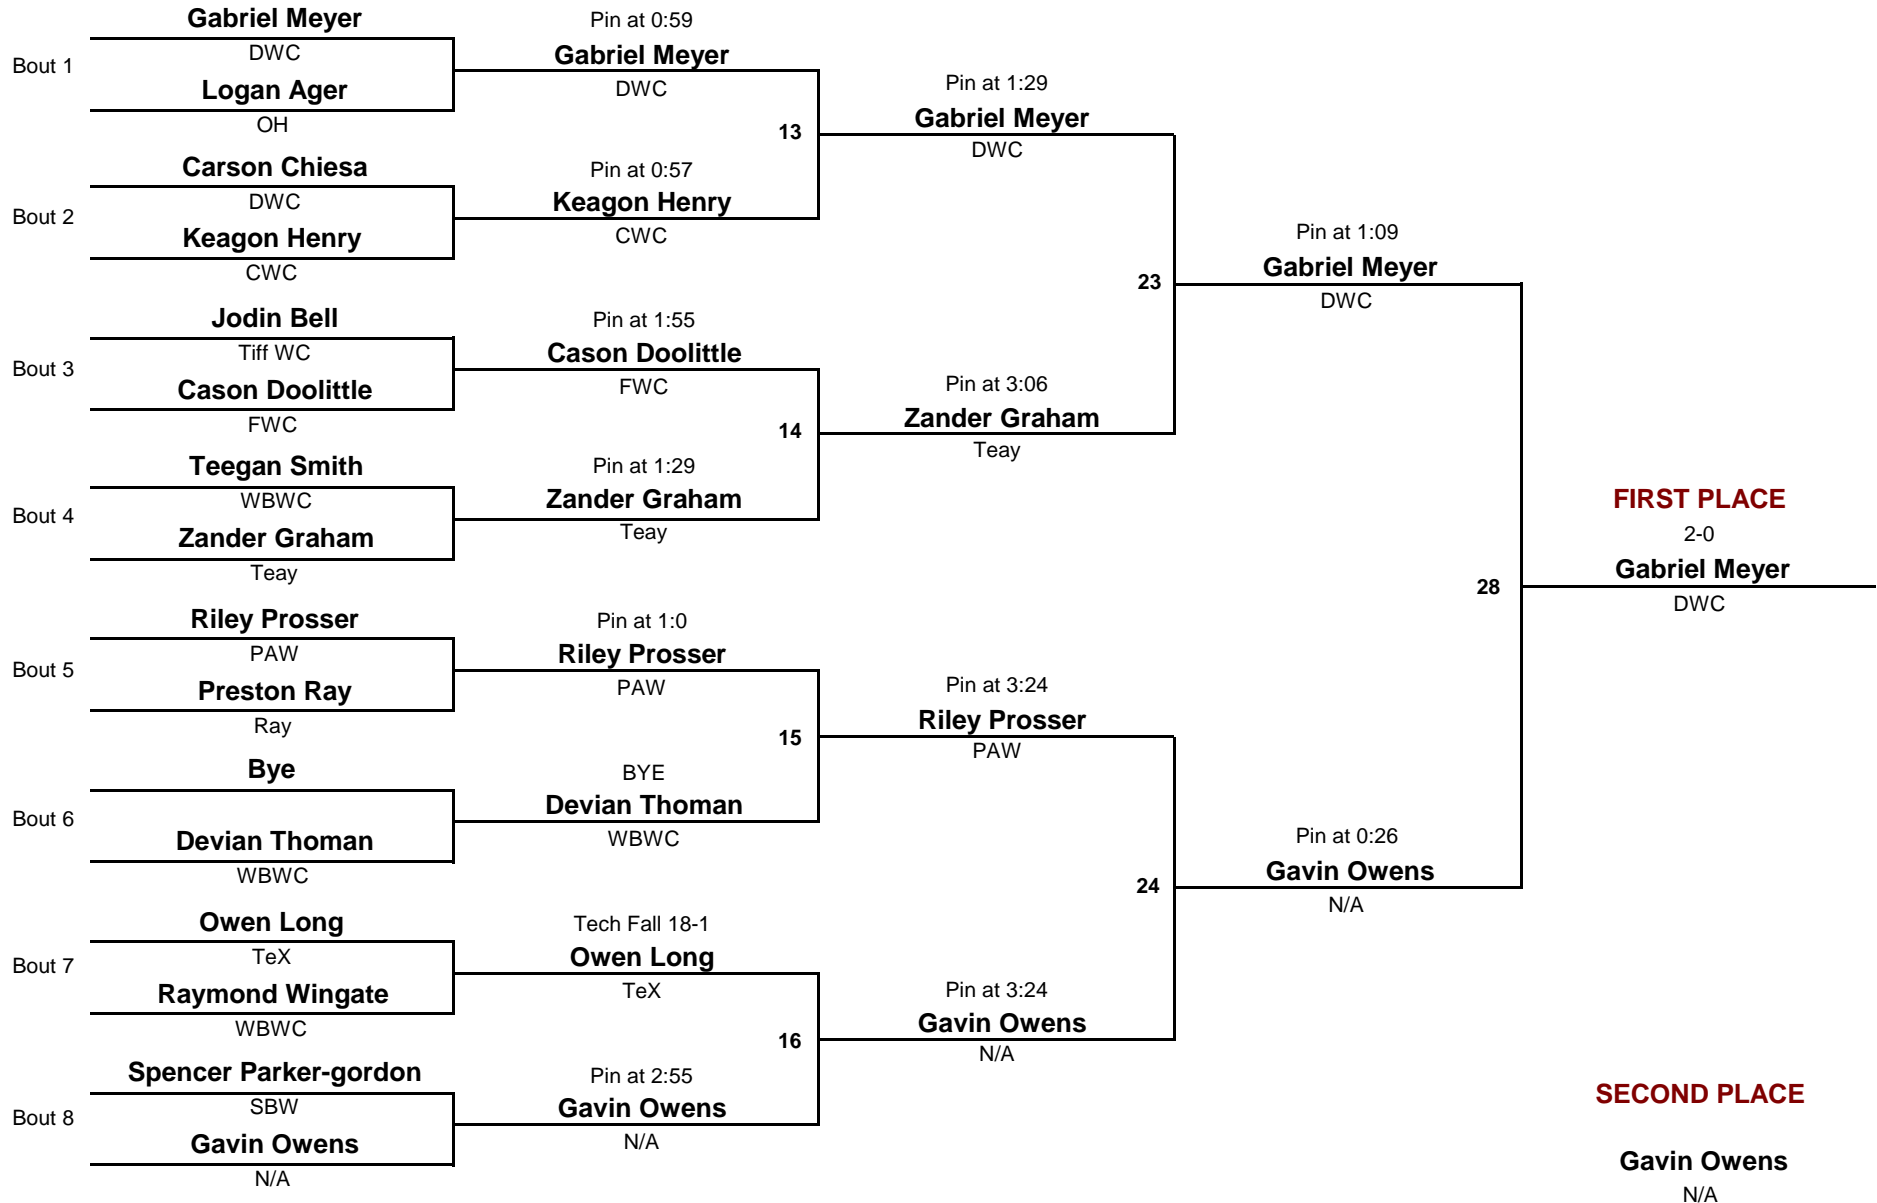 Gabriel Meyer
Bout 1
DWC
Logan Ager
OH
Carson Chiesa
Bout 2
DWC
Keagon Henry
CWC
Jodin Bell
Bout 3
Tiff WC
Cason Doolittle
FWC
Teegan Smith
Bout 4
WBWC
Zander Graham
Teay
Riley Prosser
Bout 5
PAW
Preston Ray
Ray
Bye
Bout 6
Devian Thoman
WBWC
Owen Long
Bout 7
TeX
Raymond Wingate
WBWC
Spencer Parker-gordon
Bout 8
SBW
Gavin Owens
N/A
Pin at 0:59
Gabriel Meyer
DWC
13
Pin at 0:57
Keagon Henry
CWC
Pin at 1:55
Cason Doolittle
FWC
14
Pin at 1:29
Zander Graham
Teay
Pin at 1:0
Riley Prosser
PAW
15
BYE
Devian Thoman
WBWC
Tech Fall 18-1
Owen Long
TeX
16
Pin at 2:55
Gavin Owens
N/A
Pin at 1:29
Gabriel Meyer
DWC
23
Pin at 3:06
Zander Graham
Teay
Pin at 3:24
Riley Prosser
PAW
24
Pin at 3:24
Gavin Owens
N/A
Pin at 1:09
Gabriel Meyer
DWC
28
Pin at 0:26
Gavin Owens
N/A
FIRST PLACE
2-0
Gabriel Meyer
DWC
SECOND PLACE
Gavin Owens
N/A